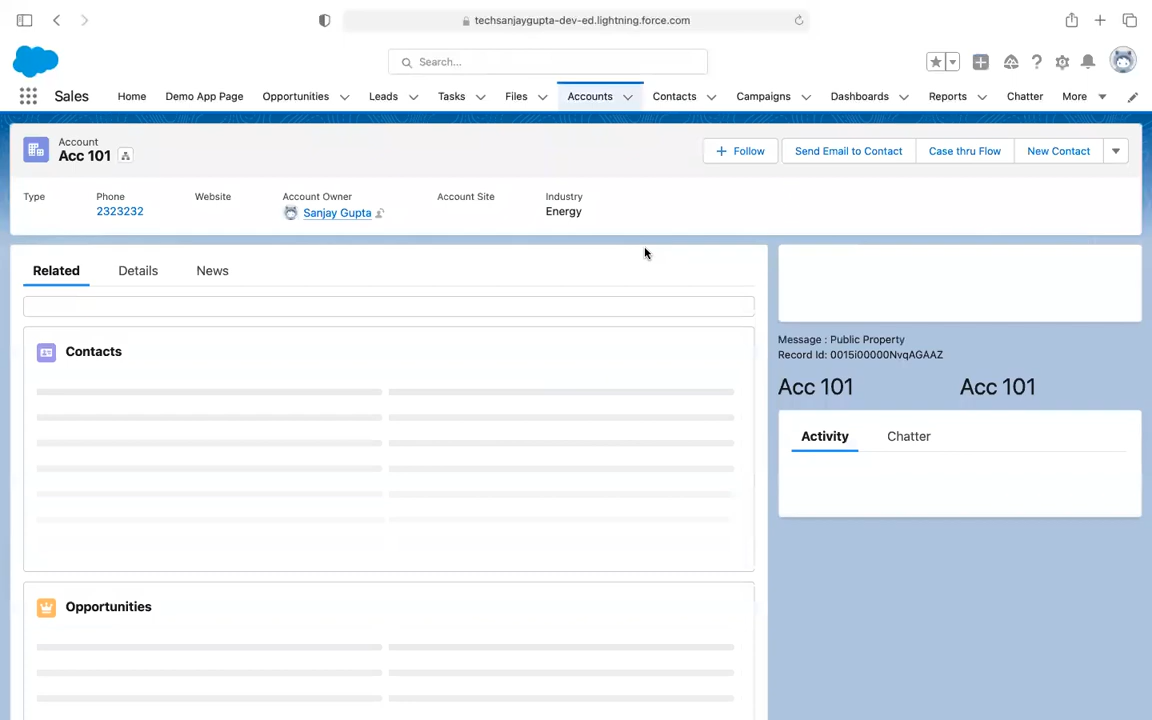 techsanjaygupta-dev-ed.lightning.force.com
Search...
Sales Home Demo App Page Opportunities Leads Tasks Files Accounts Contacts Campaigns Dashboards Reports Chatter More
Account
Acc 101
Follow Send Email to Contact Case thru Flow New Contact
Type Phone Website Account Owner Account Site Industry
2323232 Sanjay Gupta Energy
Related Details News
Contacts
Opportunities
Message : Public Property
Record Id: 0015i00000NvqAGAAZ
Acc 101 Acc 101
Activity Chatter